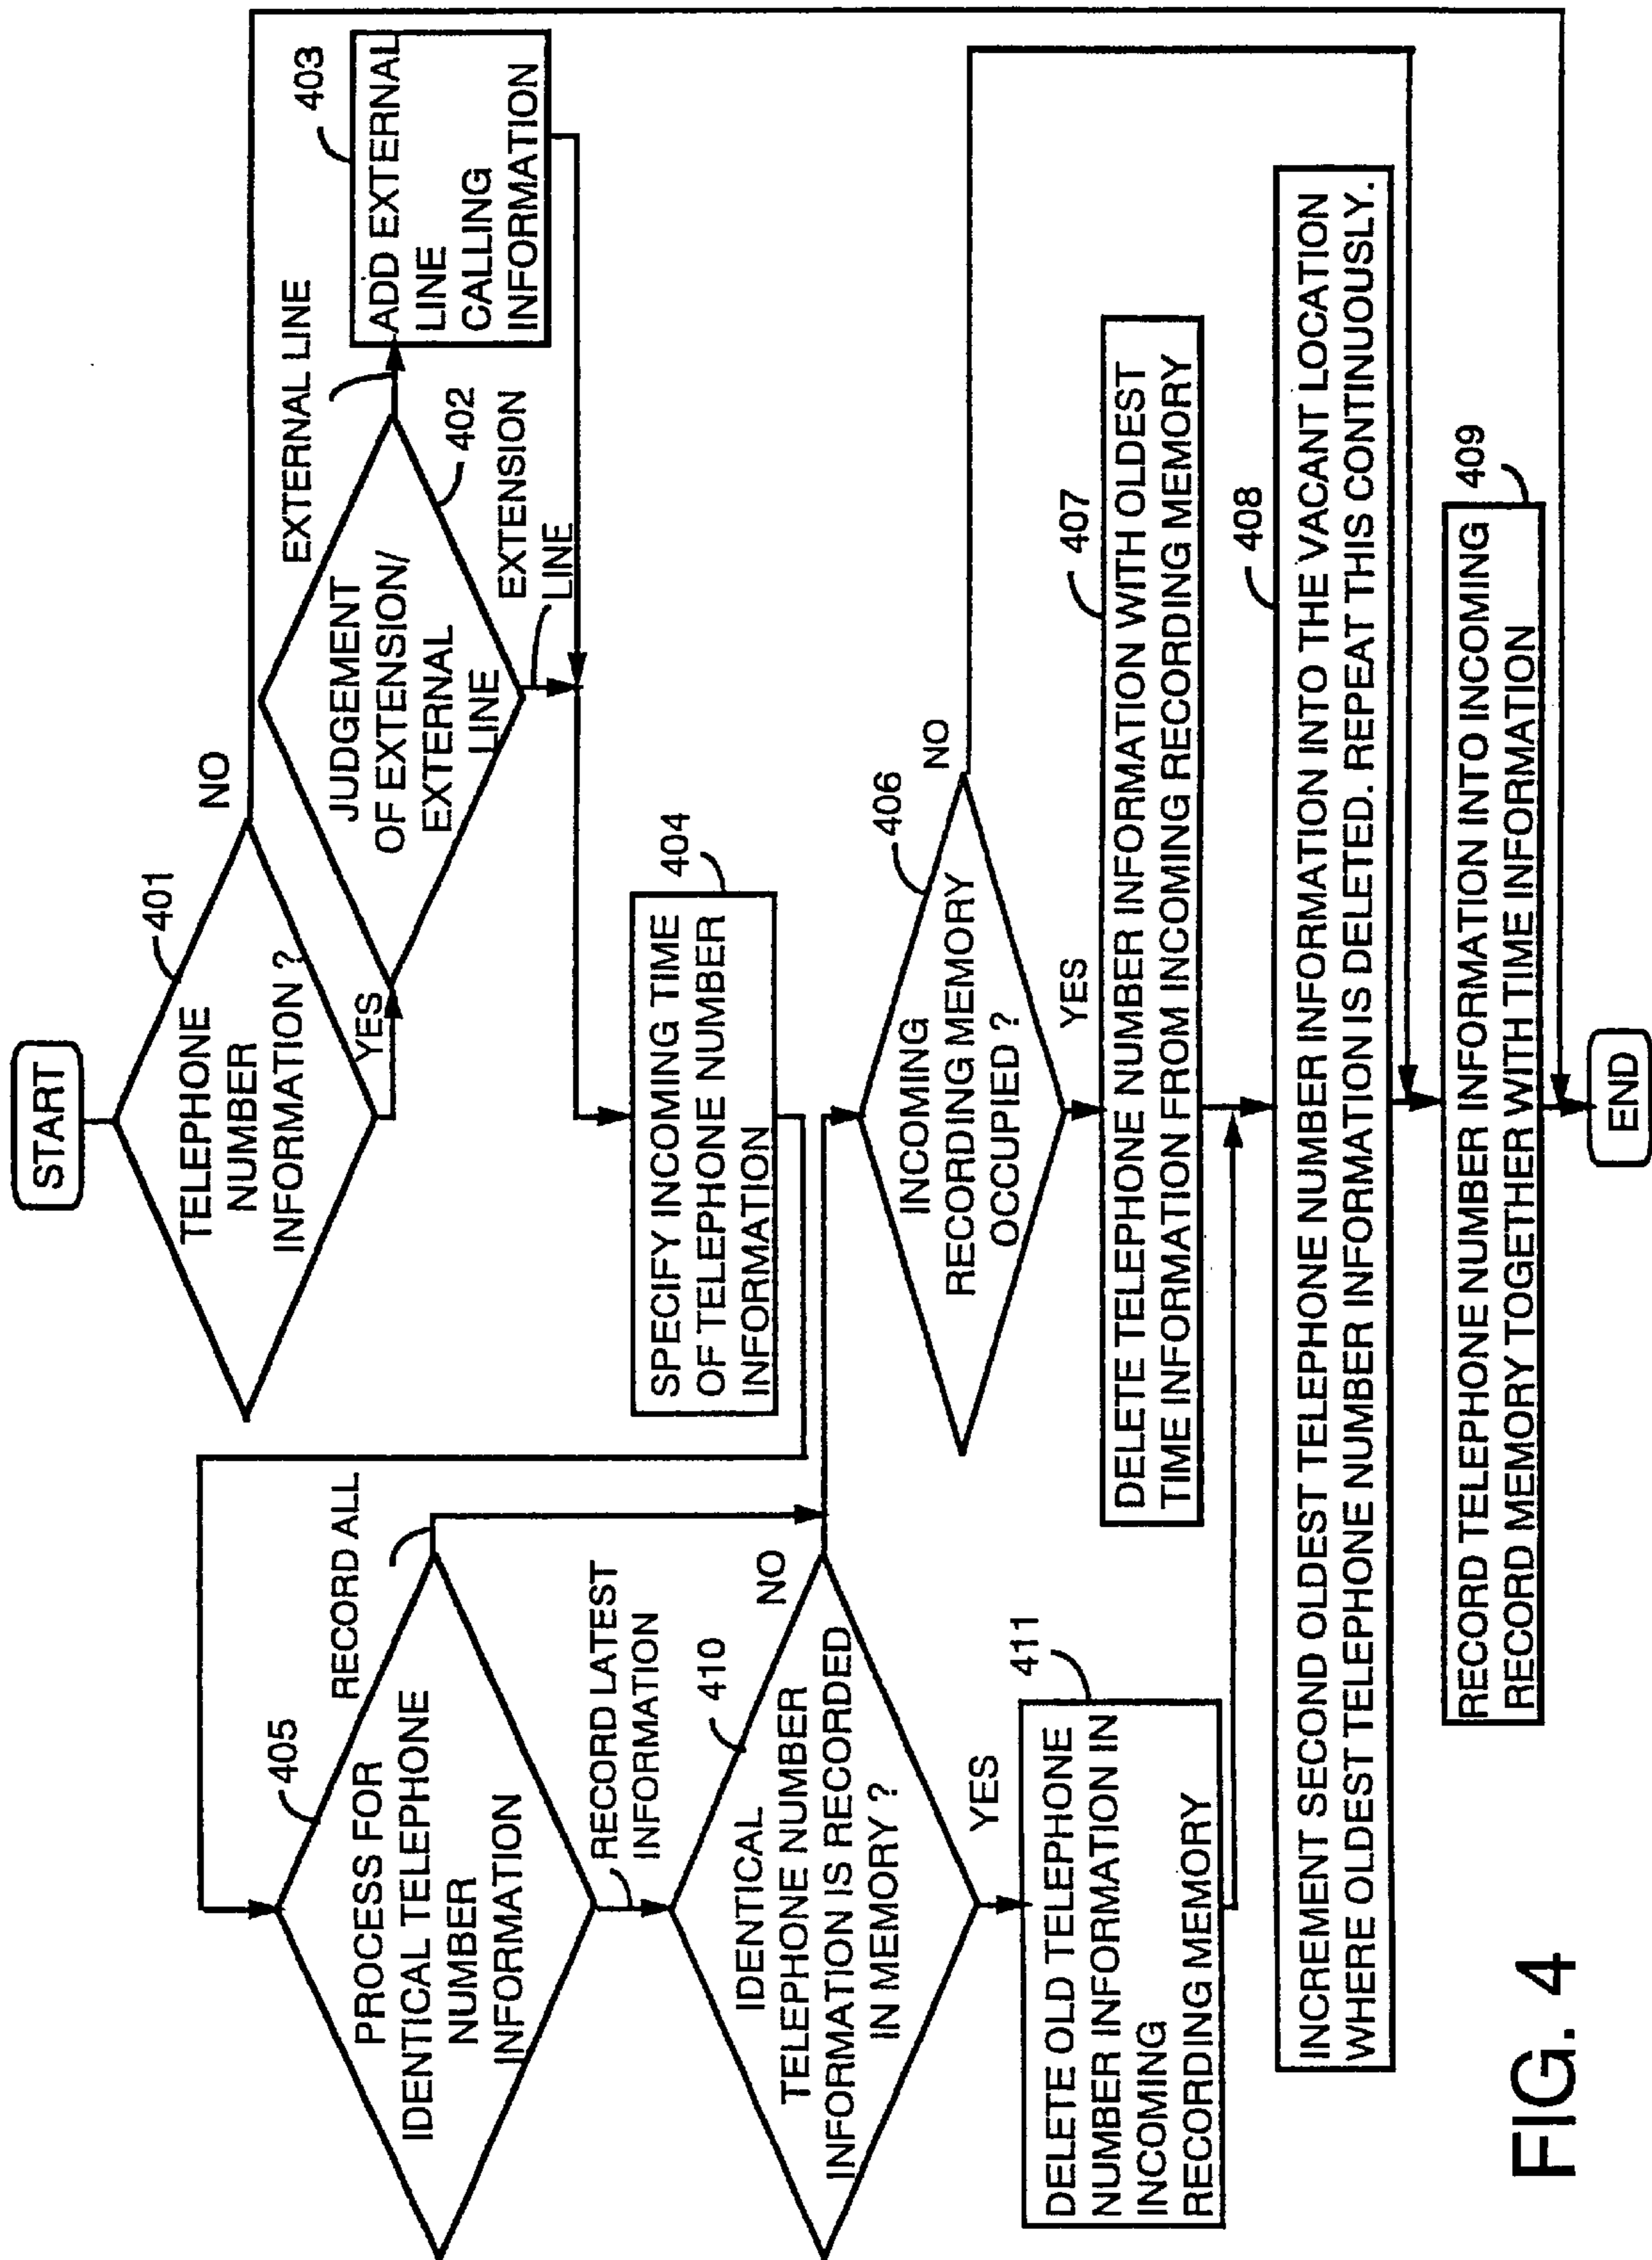 START
401
TELEPHONE
NUMBER
INFORMATION ?
NO
YES
JUDGEMENT
OF EXTENSION/
EXTERNAL
LINE
402
EXTERNAL LINE
EXTENSION
LINE
403
ADD EXTERNAL
LINE
CALLING
INFORMATION
404
SPECIFY INCOMING TIME
OF TELEPHONE NUMBER
INFORMATION
405
PROCESS FOR
IDENTICAL TELEPHONE
NUMBER
INFORMATION
RECORD ALL
RECORD LATEST
INFORMATION
410
IDENTICAL
TELEPHONE NUMBER
INFORMATION IS RECORDED
IN MEMORY ?
NO
YES
411
DELETE OLD TELEPHONE
NUMBER INFORMATION IN
INCOMING
RECORDING MEMORY
406
INCOMING
RECORDING MEMORY
OCCUPIED ?
NO
YES
407
DELETE TELEPHONE NUMBER INFORMATION WITH OLDEST
TIME INFORMATION FROM INCOMING RECORDING MEMORY
408
INCREMENT SECOND OLDEST TELEPHONE NUMBER INFORMATION INTO THE VACANT LOCATION
WHERE OLDEST TELEPHONE NUMBER INFORMATION IS DELETED. REPEAT THIS CONTINUOUSLY.
409
RECORD TELEPHONE NUMBER INFORMATION INTO INCOMING
RECORD MEMORY TOGETHER WITH TIME INFORMATION
END
FIG. 4